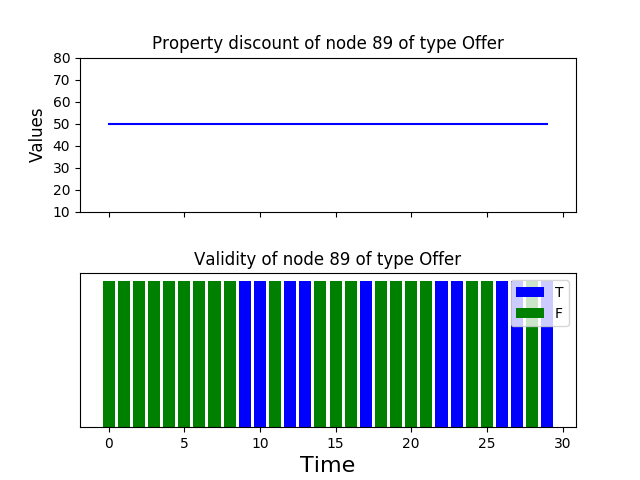 Property discount of node 89 of type Offer
80
70
60
50
40
30
20
10
Values
Validity of node 89 of type Offer
T
F
0 5 10 15 20 25 30
Time